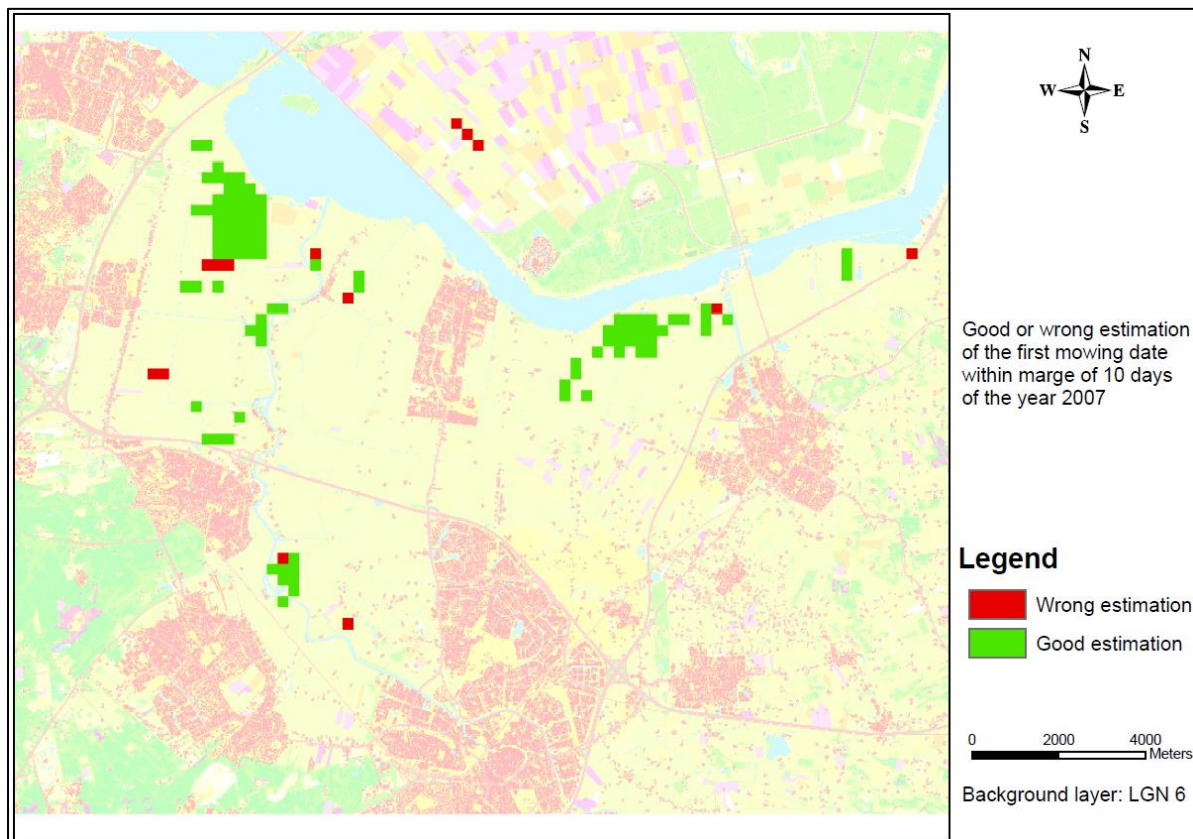 N
W E
S
Good or wrong estimation
of the first mowing date
within marge of 10 days
of the year 2007
Legend
Wrong estimation
Good estimation
0 2000 4000
Meters
Background layer: LGN 6